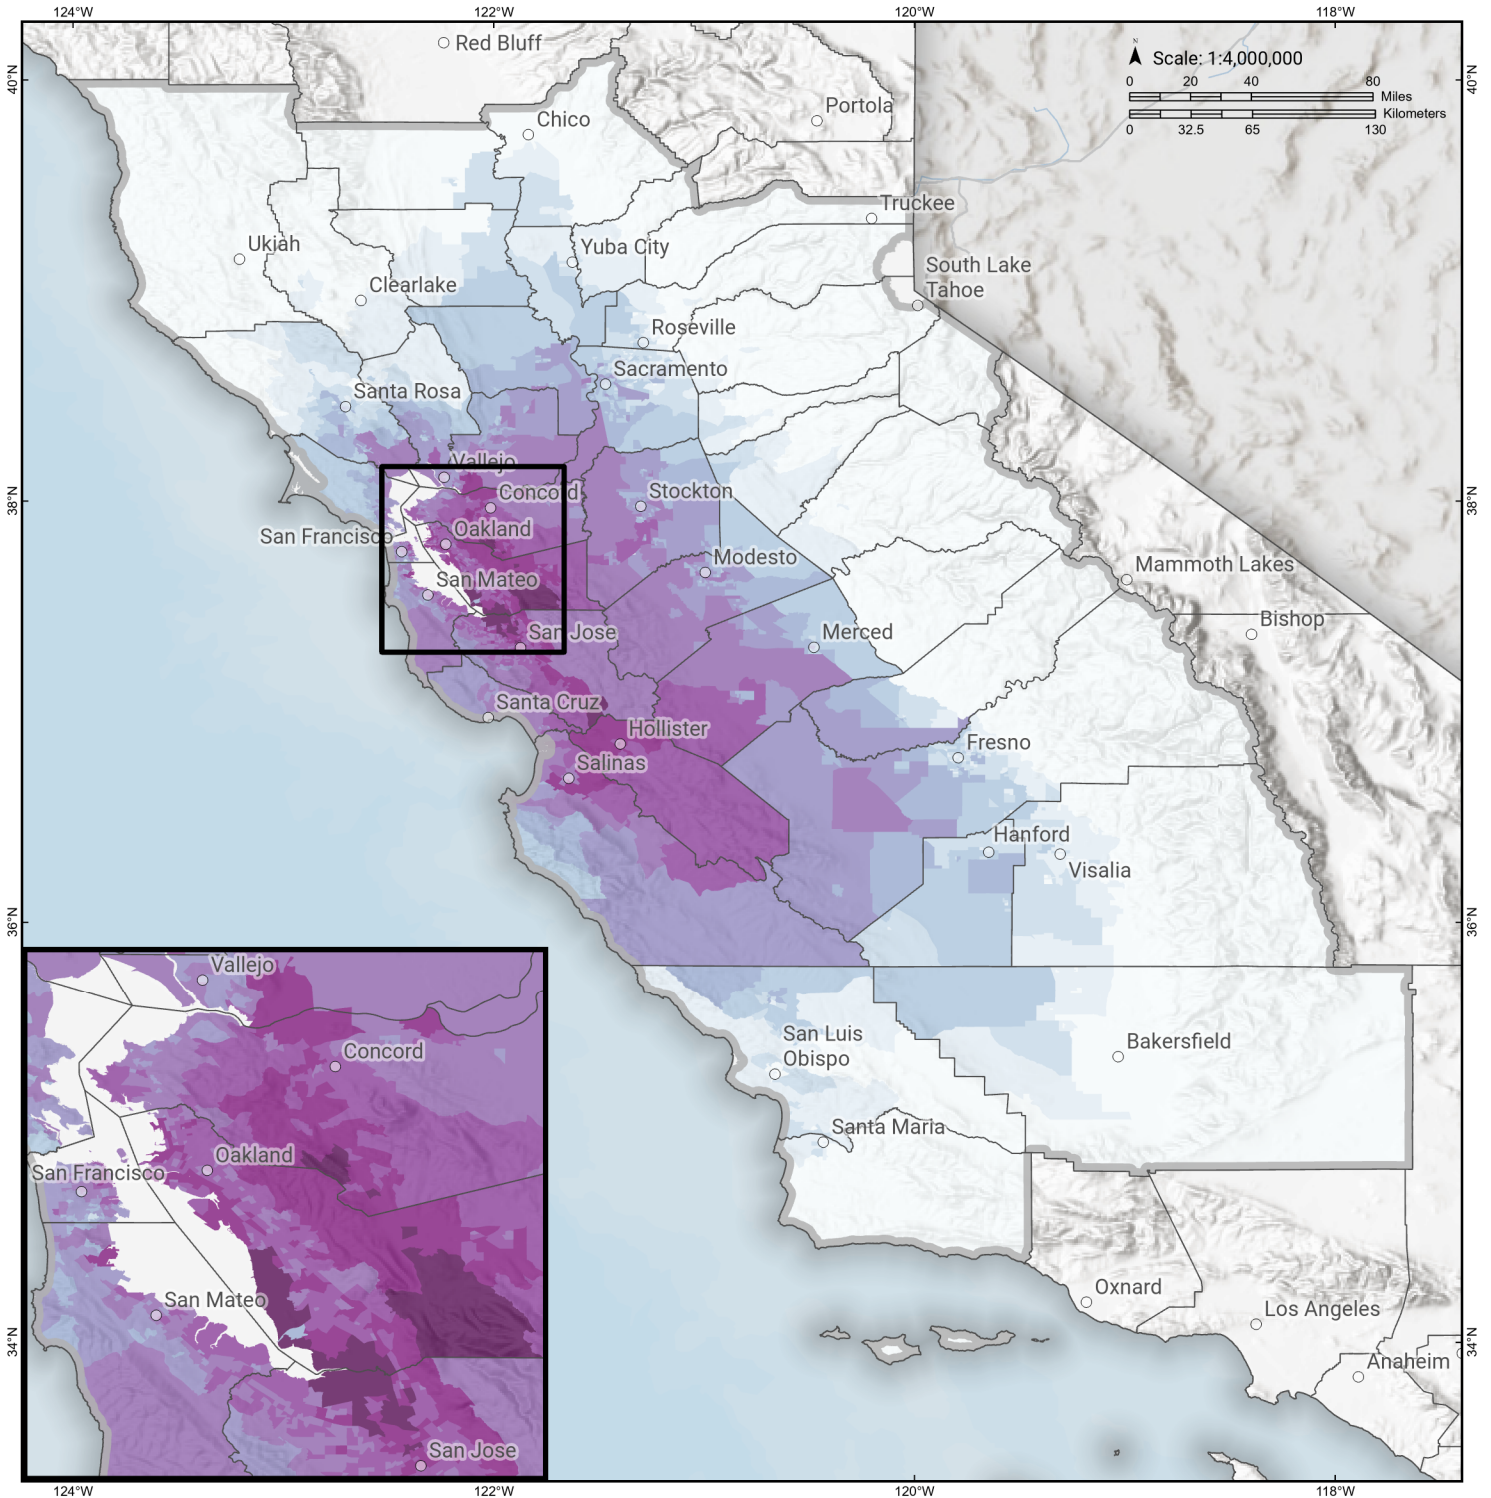 124°W
122°W
120°W
118°W
40°N
40°N
N
Scale: 1:4,000,000
0
20
40
80
Miles
Kilometers
0
32.5
65
130
Red Bluff
Portola
Chico
Truckee
Ukiah
Yuba City
South Lake
Tahoe
Clearlake
Roseville
Sacramento
Santa Rosa
Vallejo
38°N
Concord
Stockton
38°N
San Francisco
Oakland
Modesto
Mammoth Lakes
San Mateo
Bishop
San Jose
Merced
Santa Cruz
Hollister
Fresno
Salinas
Hanford
Visalia
36°N
36°N
Vallejo
Concord
San Luis
Obispo
Bakersfield
Oakland
Santa Maria
San Francisco
San Mateo
Oxnard
Los Angeles
34°N
34°N
Anaheim
San Jose
124°W
122°W
120°W
118°W